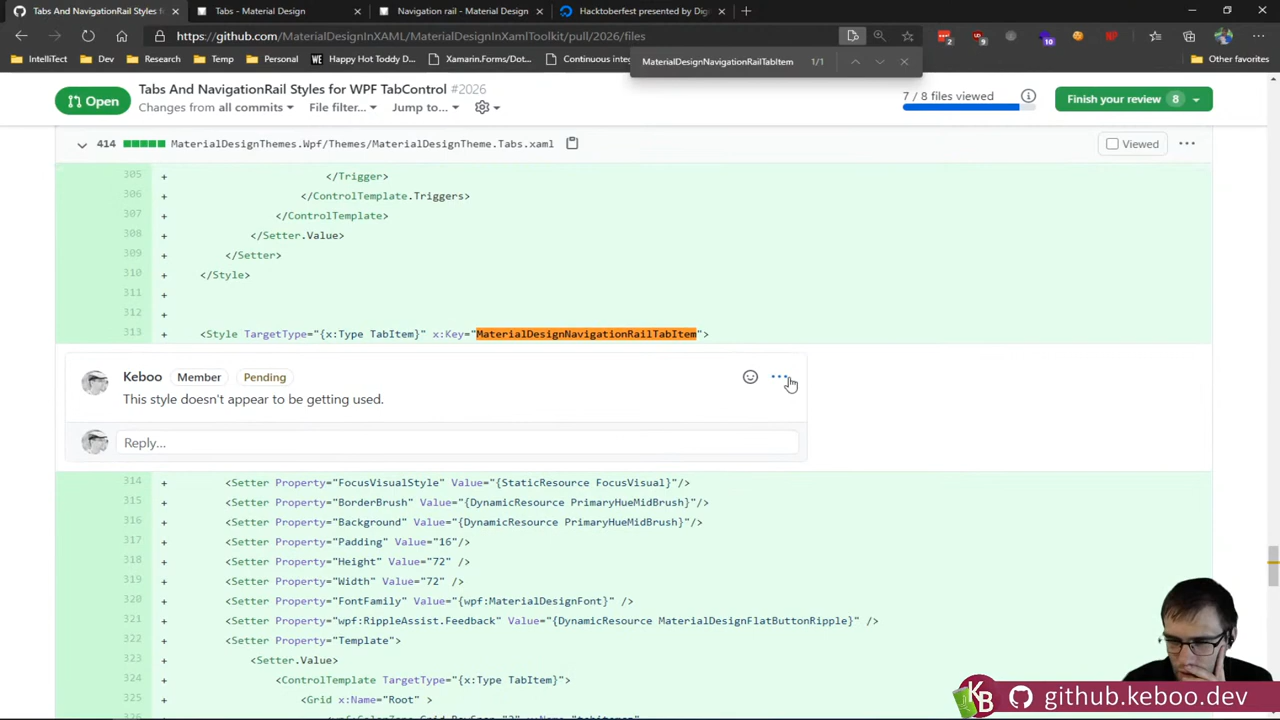 Tabs And NavigationRail Styles for
Tabs - Material Design
Navigation rail - Material Design
Hacktoberfest presented by Dig
https://github.com/MaterialDesignInXAML/MaterialDesignInXamlToolkit/pull/2026/files
IntelliTect
Dev
Research
Temp
Personal
Happy Hot Toddy D...
Xamarin.Forms/Dot...
Continuous integ
Other favorites
MaterialDesignNavigationRailTabItem
1/1
Open
Tabs And NavigationRail Styles for WPF TabControl #2026
Changes from all commits
File filter...
Jump to...
7 / 8 files viewed
Finish your review 8
414 MaterialDesignThemes.Wpf/Themes/MaterialDesignTheme.Tabs.xaml
Viewed
305 + </Trigger>
306 + </ControlTemplate.Triggers>
307 + </ControlTemplate>
308 + </Setter.Value>
309 + </Setter>
310 + </Style>
311 +
312 +
313 + <Style TargetType="{x:Type TabItem}" x:Key="MaterialDesignNavigationRailTabItem">
Keboo Member Pending
This style doesn't appear to be getting used.
Reply...
314 + <Setter Property="FocusVisualStyle" Value="{StaticResource FocusVisual}"/>
315 + <Setter Property="BorderBrush" Value="{DynamicResource PrimaryHueMidBrush}"/>
316 + <Setter Property="Background" Value="{DynamicResource PrimaryHueMidBrush}"/>
317 + <Setter Property="Padding" Value="16"/>
318 + <Setter Property="Height" Value="72" />
319 + <Setter Property="Width" Value="72" />
320 + <Setter Property="FontFamily" Value="{wpf:MaterialDesignFont}" />
321 + <Setter Property="wpf:RippleAssist.Feedback" Value="{DynamicResource MaterialDesignFlatButtonRipple}" />
322 + <Setter Property="Template">
323 + <Setter.Value>
324 + <ControlTemplate TargetType="{x:Type TabItem}">
325 + <Grid x:Name="Root" >
KB github.keboo.dev